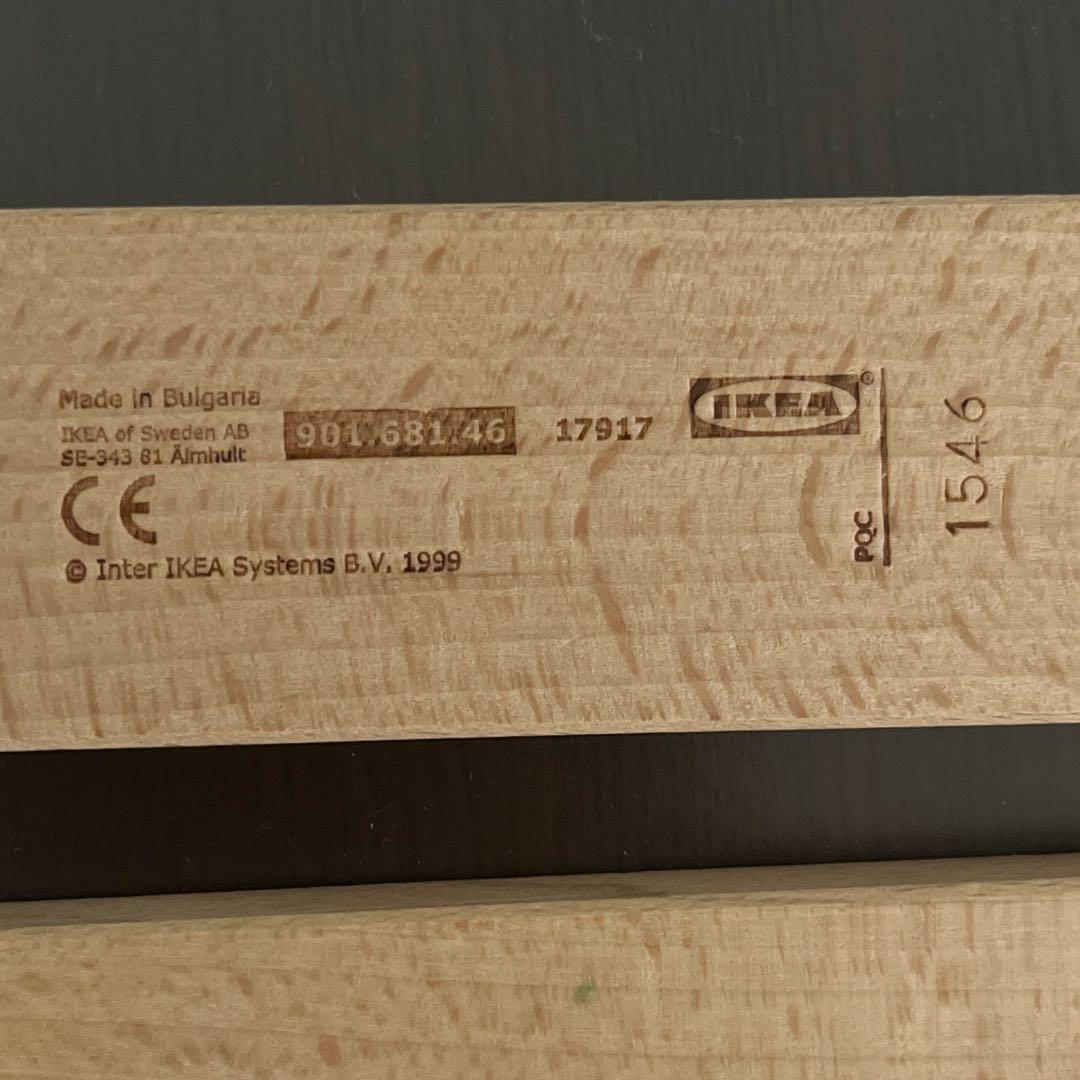 Made in Bulgaria
IKEA of Sweden AB
SE-343 81 Älmhult
901.681.46
17917
IKEA®
CE
© Inter IKEA Systems B.V. 1999
PQC
1546